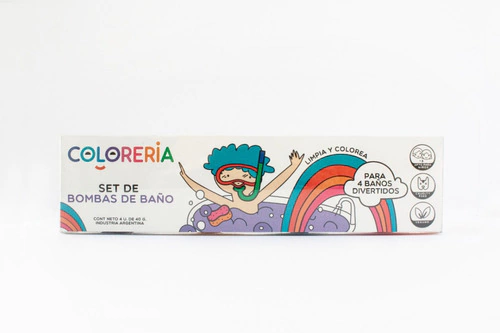 COLORERÍA
SET DE
BOMBAS DE BAÑO
CONT NETO 4 U. DE 40 G.
INDUSTRIA ARGENTINA
LIMPIA Y COLOREA
PARA
4 BAÑOS
DIVERTIDOS